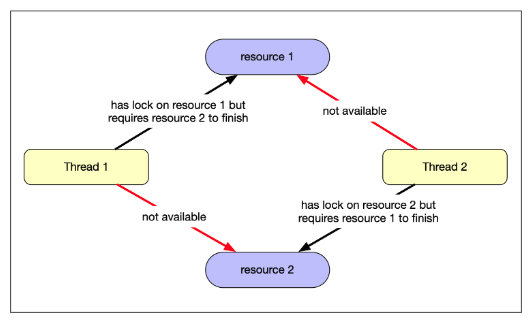 resource 1
has lock on resource 1 but
requires resource 2 to finish
not available
Thread 1
Thread 2
not available
has lock on resource 2 but
requires resource 1 to finish
resource 2